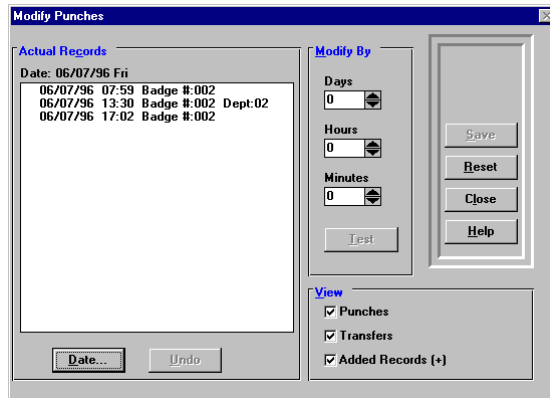 Modify Punches
Actual Records
Date: 06/07/96 Fri
06/07/96 07:59 Badge #:002
06/07/96 13:30 Badge #:002 Dept:02
06/07/96 17:02 Badge #:002
Date...
Undo
Modify By
Days
0
Hours
0
Minutes
0
Test
View
Punches
Transfers
Added Records (+)
Save
Reset
Close
Help